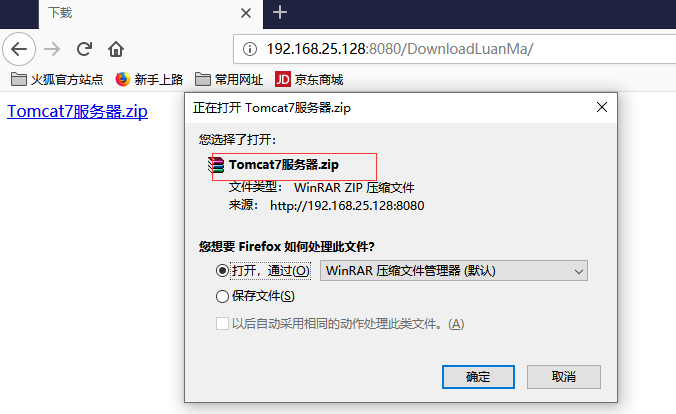 下载
192.168.25.128:8080/DownloadLuanMa/
火狐官方站点 新手上路 常用网址 JD 京东商城
Tomcat7服务器.zip
正在打开 Tomcat7服务器.zip
您选择了打开:
Tomcat7服务器.zip
文件类型: WinRAR ZIP 压缩文件
来源: http://192.168.25.128:8080
您想要 Firefox 如何处理此文件?
打开，通过(O) WinRAR 压缩文件管理器 (默认)
保存文件(S)
以后自动采用相同的动作处理此类文件。(A)
确定 取消